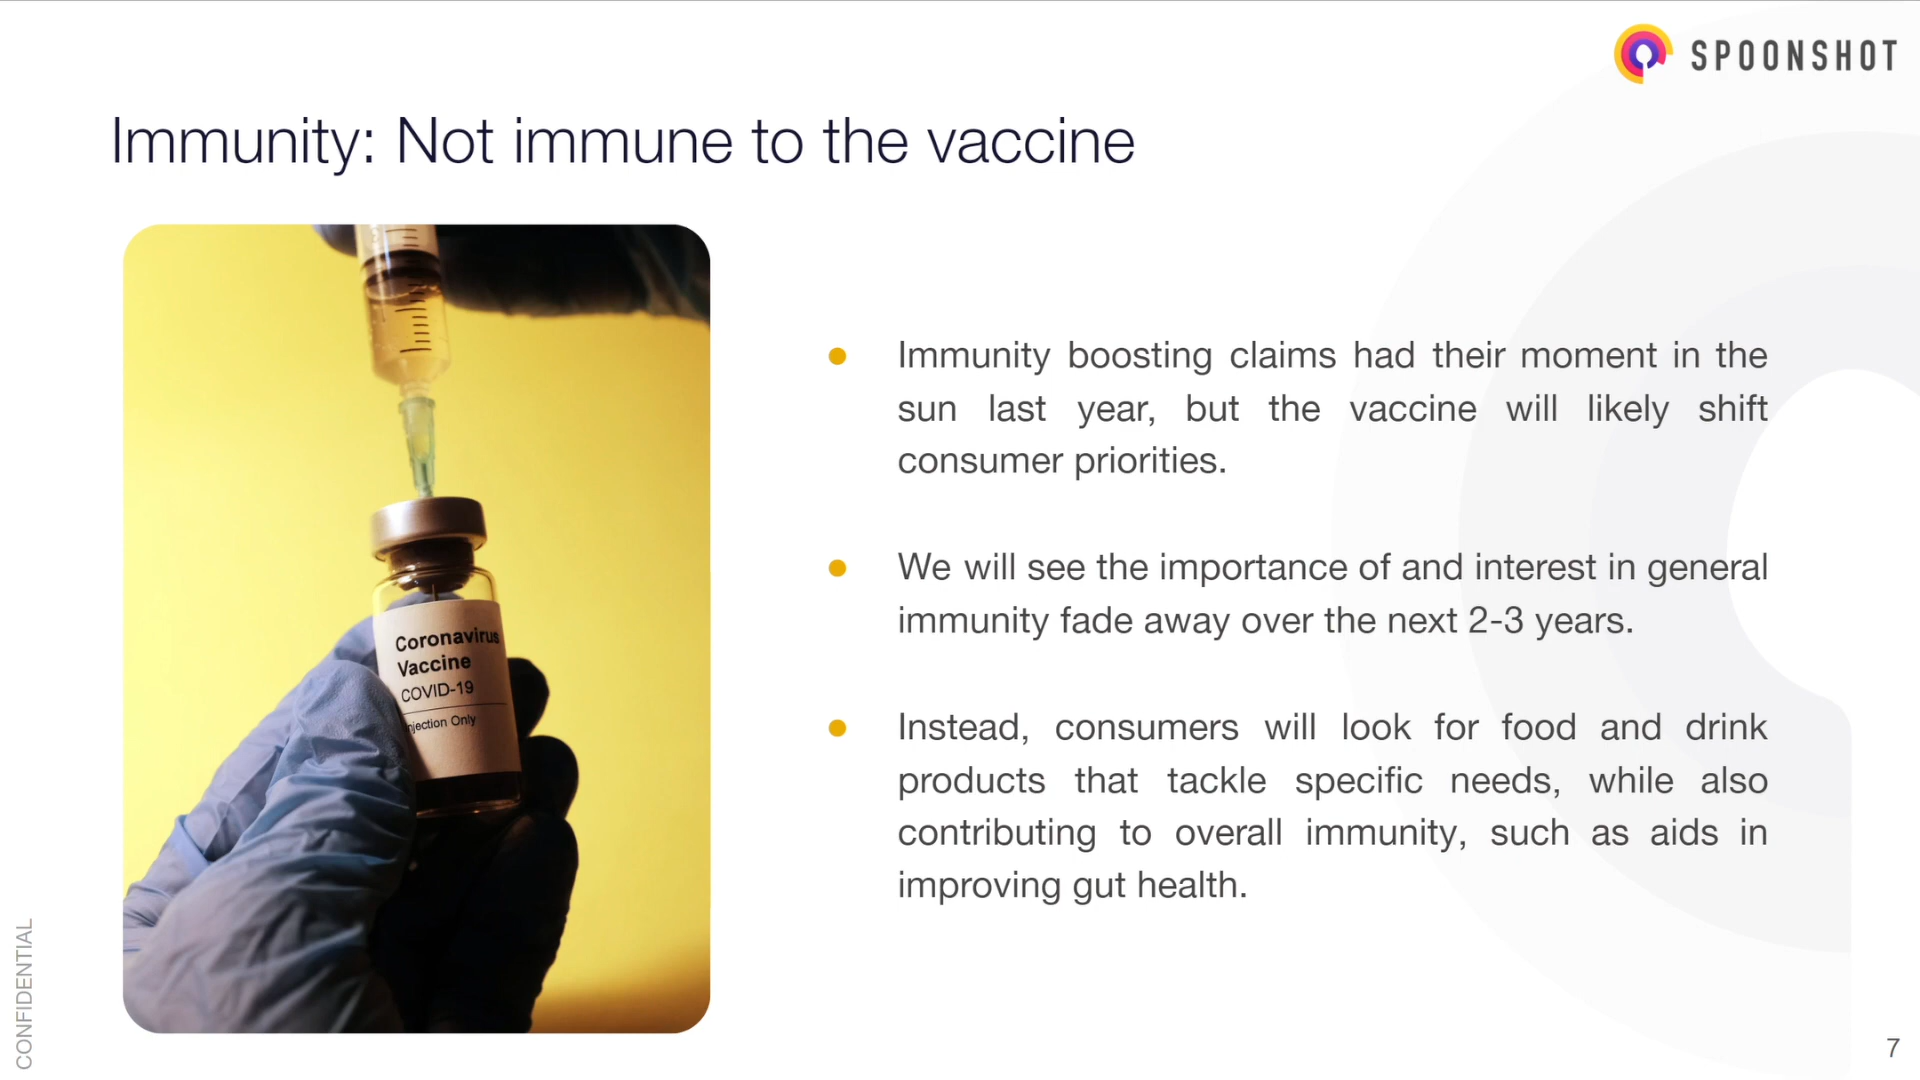 SPOONSHOT
Immunity: Not immune to the vaccine
Coronavirus
Vaccine
COVID-19
njection Only
Immunity boosting claims had their moment in the
sun last year, but the vaccine will likely shift
consumer priorities.
We will see the importance of and interest in general
immunity fade away over the next 2-3 years.
Instead, consumers will look for food and drink
products that tackle specific needs, while also
contributing to overall immunity, such as aids in
improving gut health.
CONFIDENTIAL
7